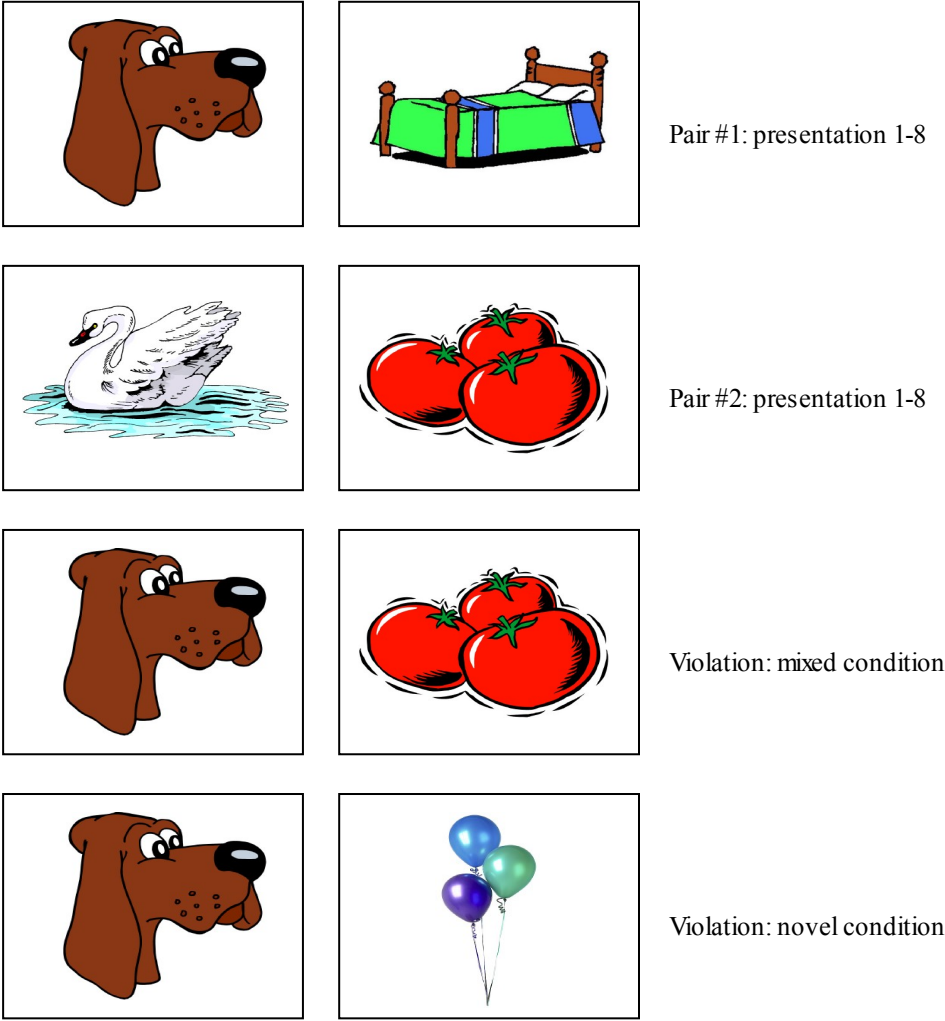 Pair #1: presentation 1-8
Pair #2: presentation 1-8
Violation: mixed condition
Violation: novel condition